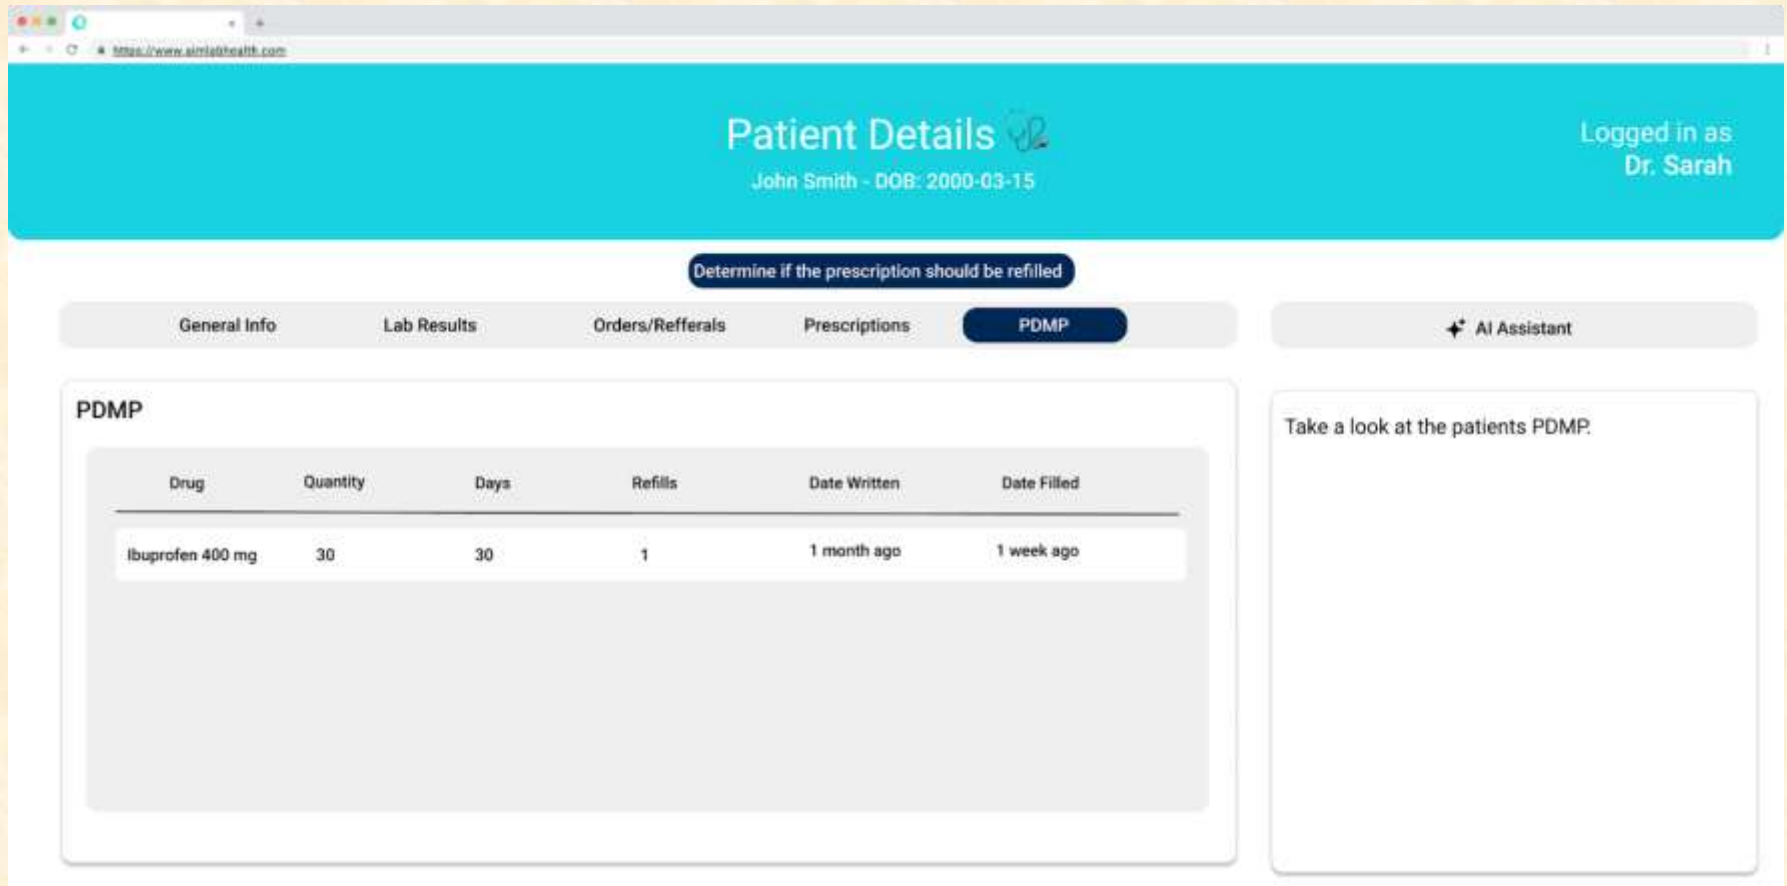 https://www.aimlabhealth.com
Patient Details
John Smith - DOB: 2000-03-15
Logged in as
Dr. Sarah
Determine if the prescription should be refilled
General Info
Lab Results
Orders/Refferals
Prescriptions
PDMP
AI Assistant
PDMP
Drug Quantity Days Refills Date Written Date Filled
Ibuprofen 400 mg 30 30 1 1 month ago 1 week ago
Take a look at the patients PDMP.